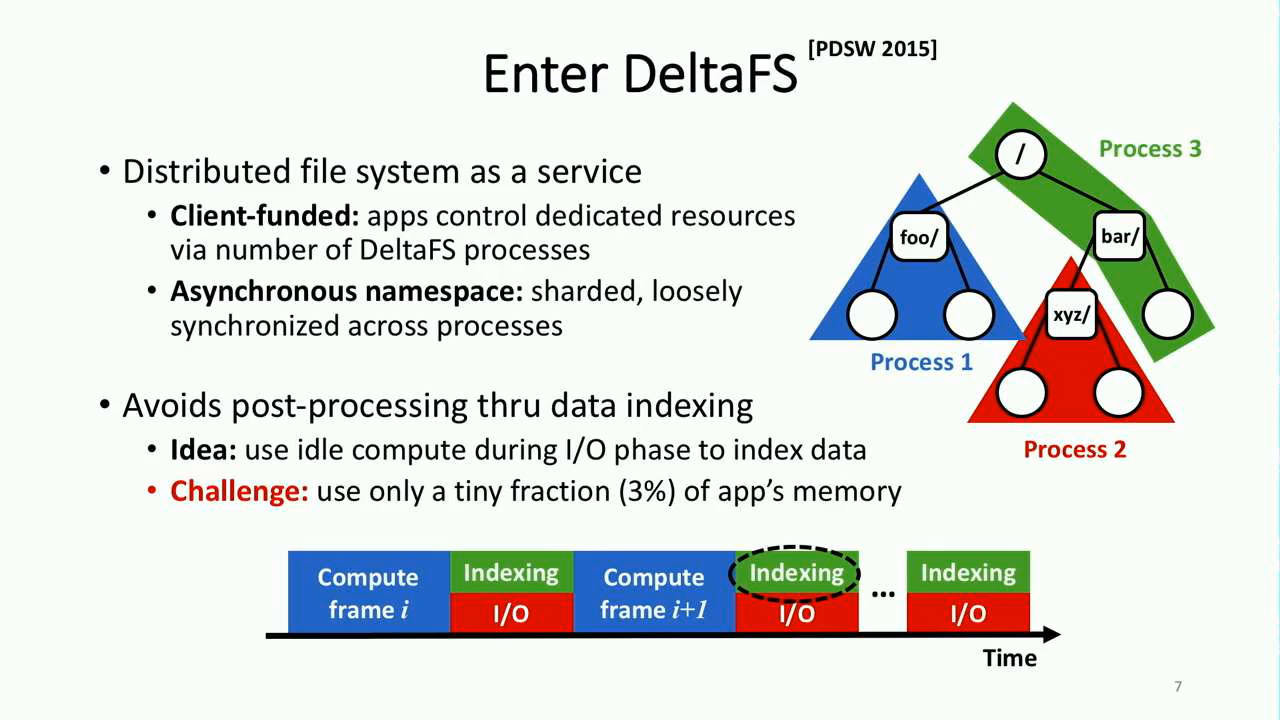 Enter DeltaFS [PDSW 2015]
• Distributed file system as a service
• Client-funded: apps control dedicated resources
via number of DeltaFS processes
• Asynchronous namespace: sharded, loosely
synchronized across processes
• Avoids post-processing thru data indexing
• Idea: use idle compute during I/O phase to index data
• Challenge: use only a tiny fraction (3%) of app's memory
/
Process 3
foo/
bar/
xyz/
Process 1
Process 2
Compute
frame i
Indexing
I/O
Compute
frame i+1
Indexing
I/O
...
Indexing
I/O
Time
7